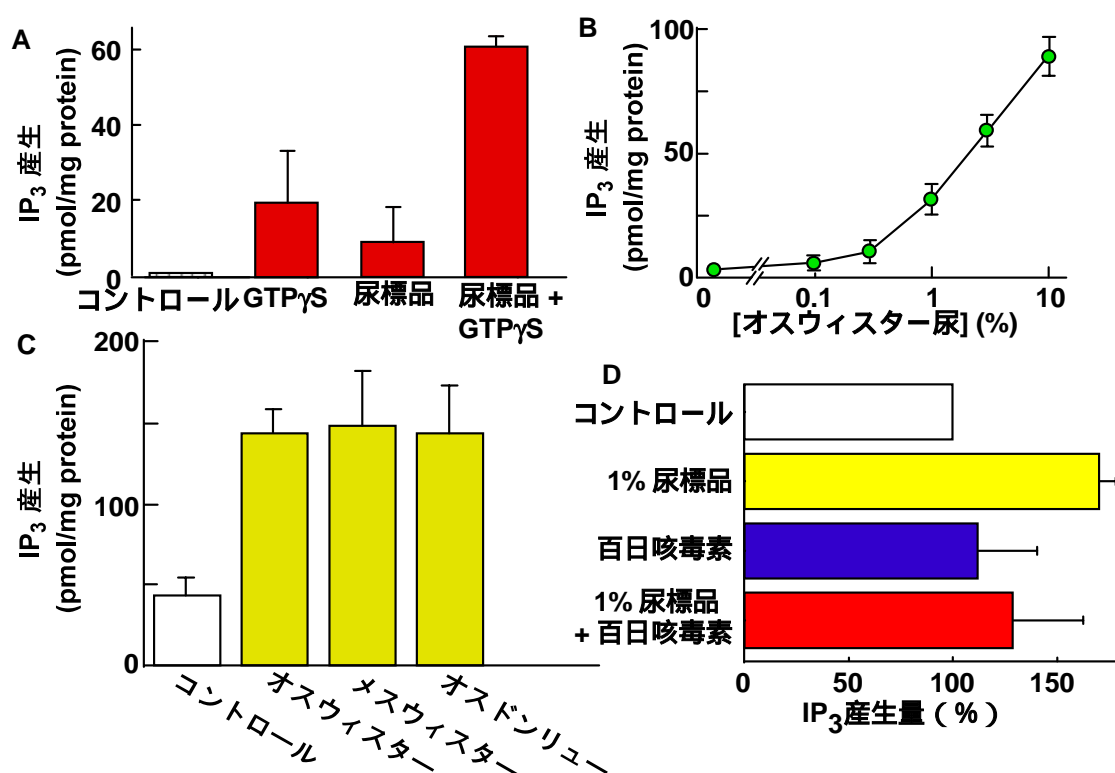 A
IP3 産生
(pmol/mg protein)
60
40
20
0
コントロール
GTPγS
尿標品
尿標品 +
GTPγS
B
IP3 産生
(pmol/mg protein)
100
50
0
0
0.1
1
10
[オスウィスター尿] (%)
C
IP3 産生
(pmol/mg protein)
200
100
0
コントロール
オスウィスター
メスウィスター
オスドンリュー
D
コントロール
1% 尿標品
百日咳毒素
1% 尿標品
+ 百日咳毒素
0
50
100
150
IP3産生量 ( % )